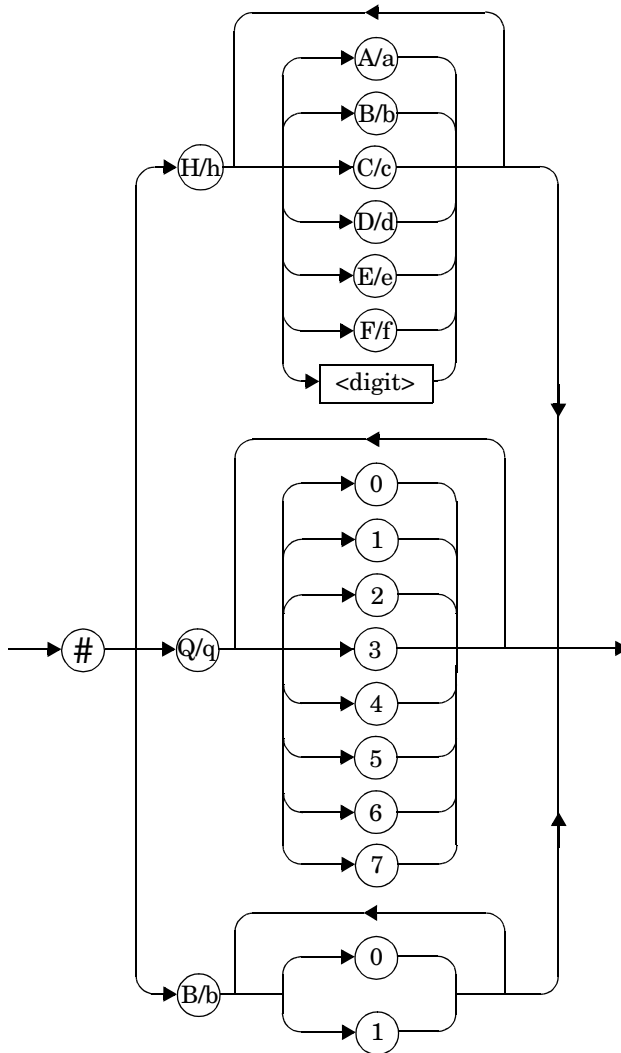 A/a
B/b
H/h
C/c
D/d
E/e
F/f
<digit>
0
1
2
# Q/q 3
4
5
6
7
0
B/b
1